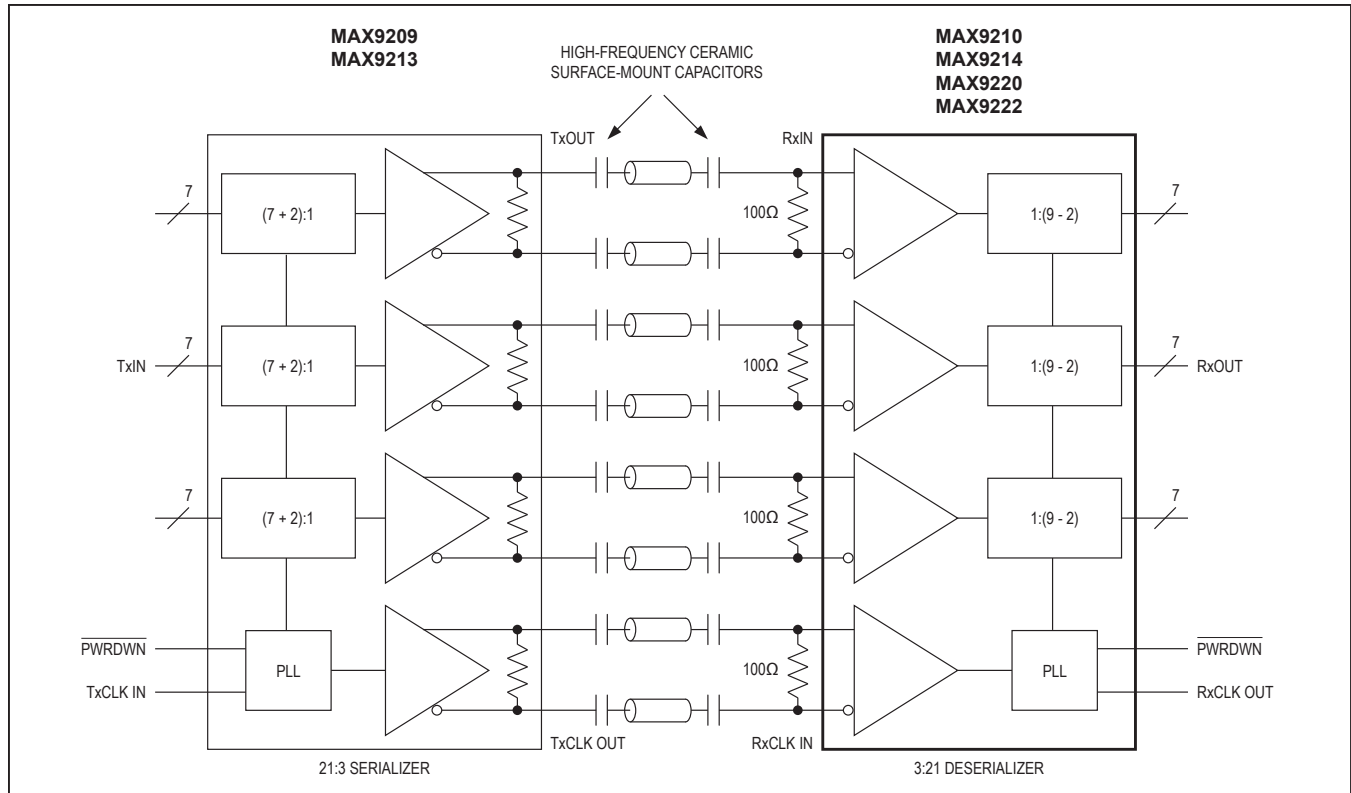 MAX9209
MAX9213
HIGH-FREQUENCY CERAMIC
SURFACE-MOUNT CAPACITORS
MAX9210
MAX9214
MAX9220
MAX9222
TxOUT
RxIN
7
(7 + 2):1
100Ω
1:(9 - 2)
7
TxIN
7
(7 + 2):1
100Ω
1:(9 - 2)
7
RxOUT
7
(7 + 2):1
100Ω
1:(9 - 2)
7
PWRDWN
TxCLK IN
PLL
100Ω
PLL
PWRDWN
RxCLK OUT
TxCLK OUT
RxCLK IN
21:3 SERIALIZER
3:21 DESERIALIZER